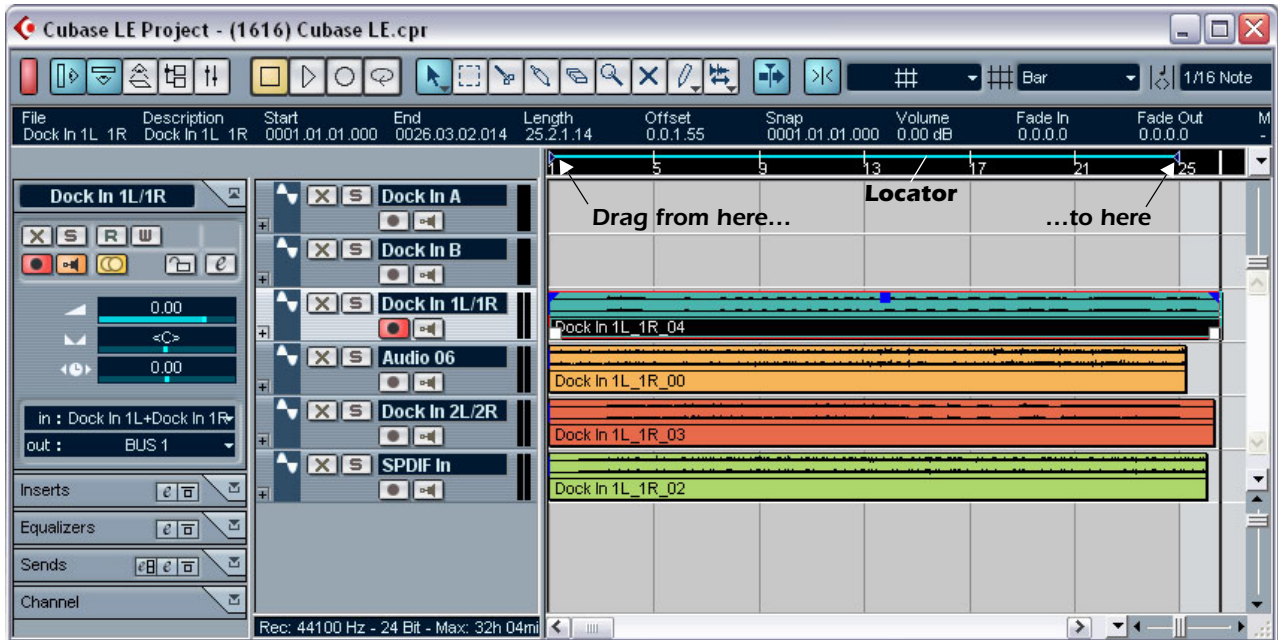 Cubase LE Project - (1616) Cubase LE.cpr
Bar
1/16 Note
File Description Start End Length Offset Snap Volume Fade In Fade Out M
Dock In 1L 1R Dock In 1L 1R 0001.01.01.000 0026.03.02.014 25.2.1.14 0.0.1.55 0001.01.01.000 0.00 dB 0.0.0.0 0.0.0.0 -
1 5 9 13 17 21 25
Locator
Drag from here... ...to here
Dock In 1L/1R
X S R W
e
0.00
<C>
0.00
in : Dock In 1L+Dock In 1R
out : BUS 1
Inserts e
Equalizers e
Sends e e
Channel
X S Dock In A
X S Dock In B
X S Dock In 1L/1R
X S Audio 06
X S Dock In 2L/2R
X S SPDIF In
Dock In 1L_1R_04
Dock In 1L_1R_00
Dock In 1L_1R_03
Dock In 1L_1R_02
Rec: 44100 Hz - 24 Bit - Max: 32h 04mi